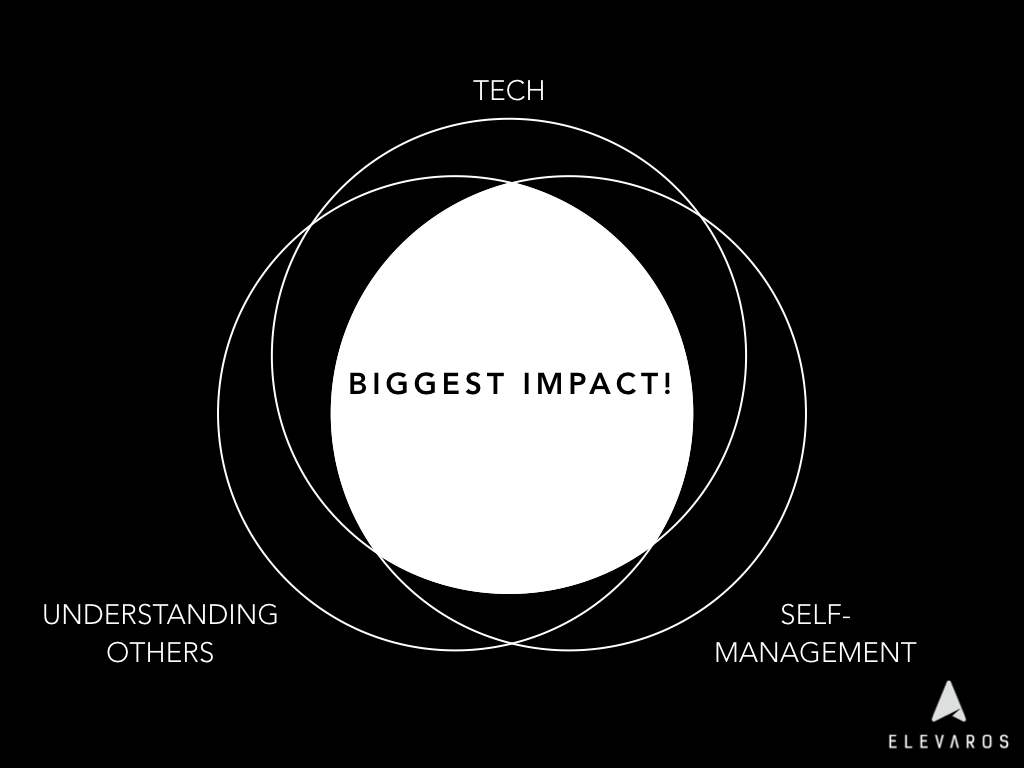 TECH
BIGGEST IMPACT!
UNDERSTANDING
OTHERS
SELF-
MANAGEMENT
ELEVAROS